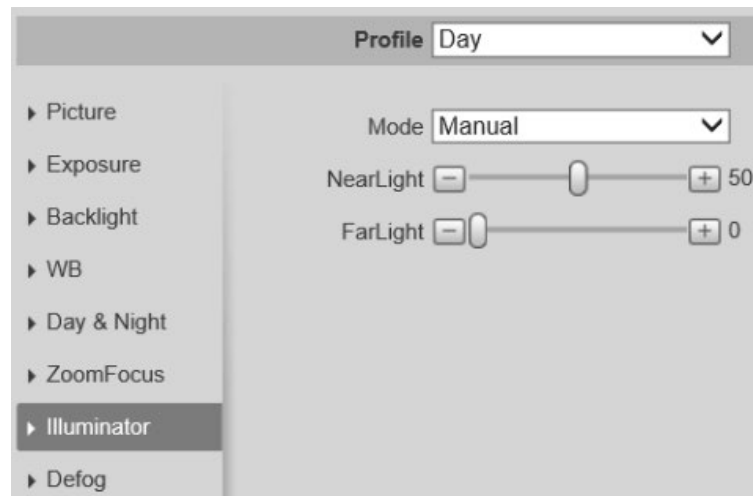 Profile Day
Picture
Mode Manual
Exposure
NearLight 50
Backlight
FarLight 0
WB
Day & Night
ZoomFocus
Illuminator
Defog